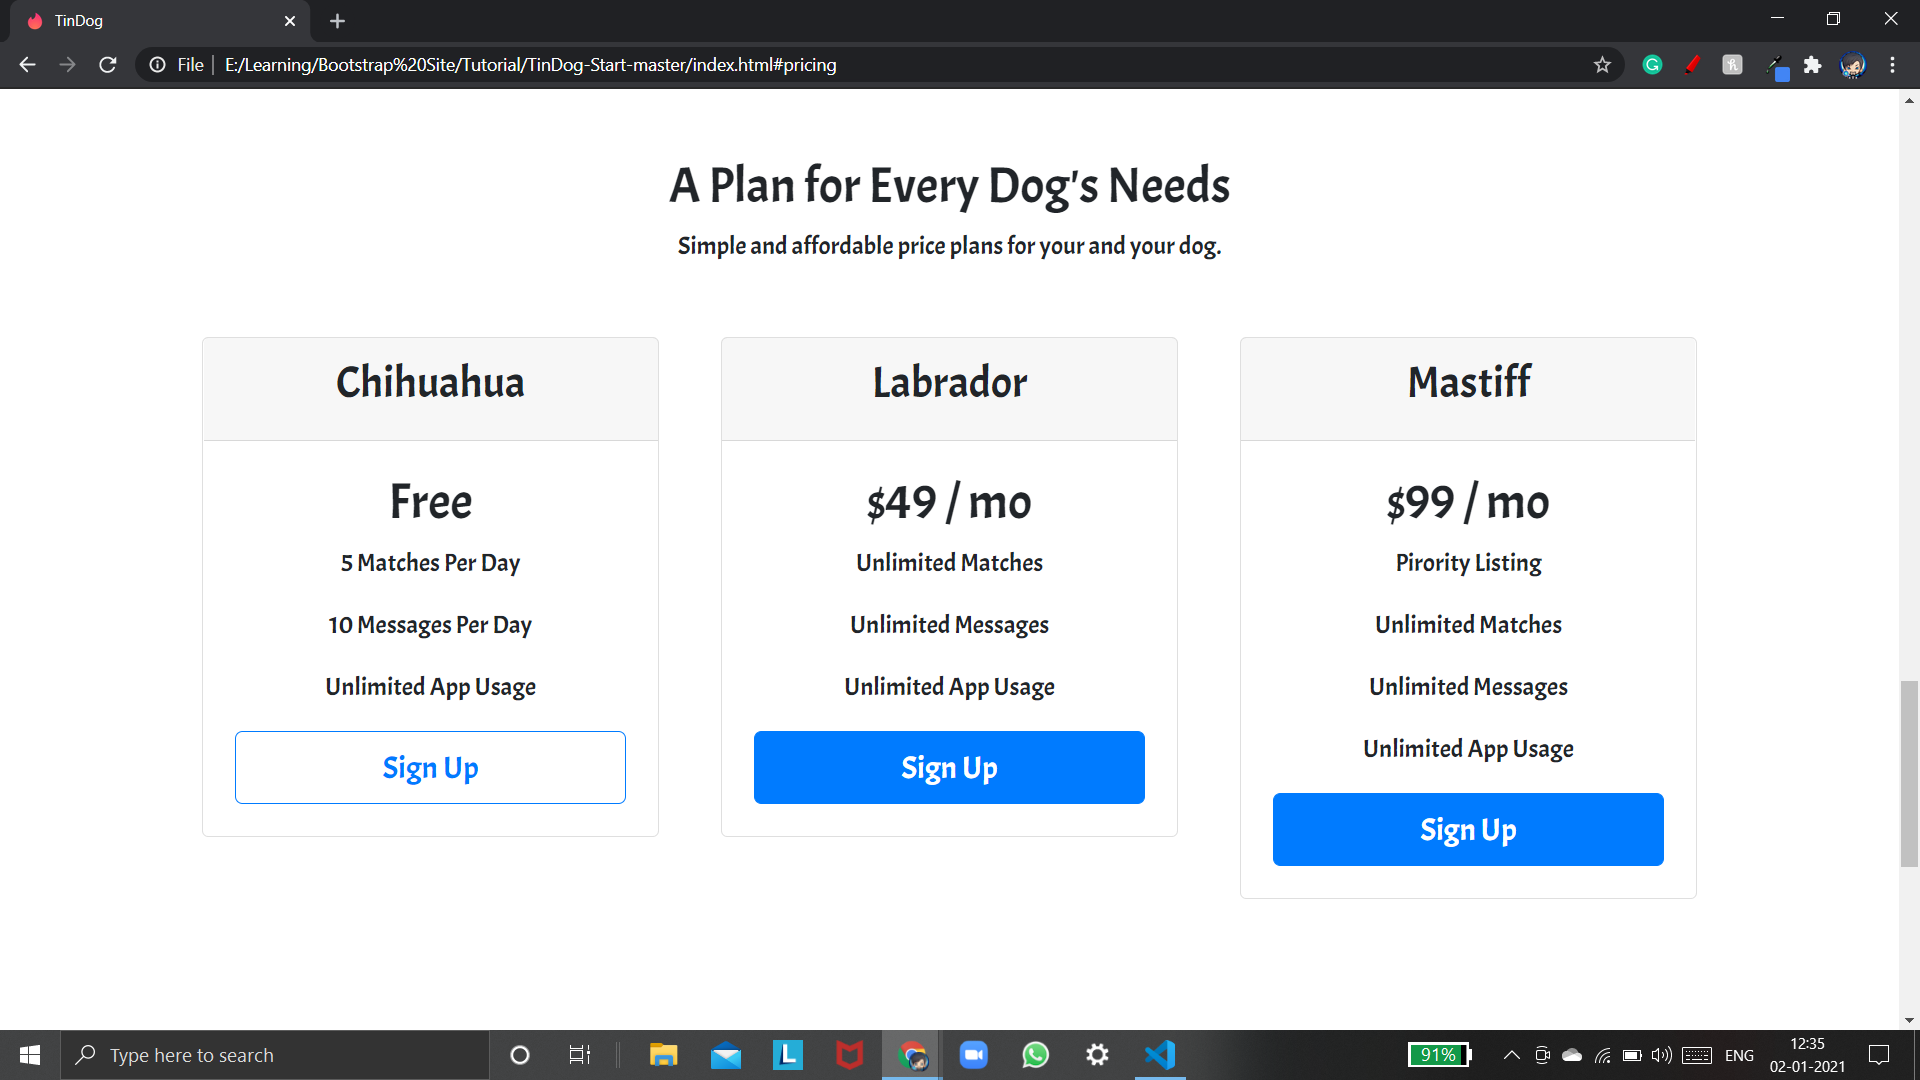 TinDog
File
E:/Learning/Bootstrap%20Site/Tutorial/TinDog-Start-master/index.html#pricing
A Plan for Every Dog's Needs
Simple and affordable price plans for your and your dog.
Chihuahua
Free
5 Matches Per Day
10 Messages Per Day
Unlimited App Usage
Sign Up
Labrador
$49 / mo
Unlimited Matches
Unlimited Messages
Unlimited App Usage
Sign Up
Mastiff
$99 / mo
Pirority Listing
Unlimited Matches
Unlimited Messages
Unlimited App Usage
Sign Up
Type here to search
L
91%
ENG
12:35
02-01-2021